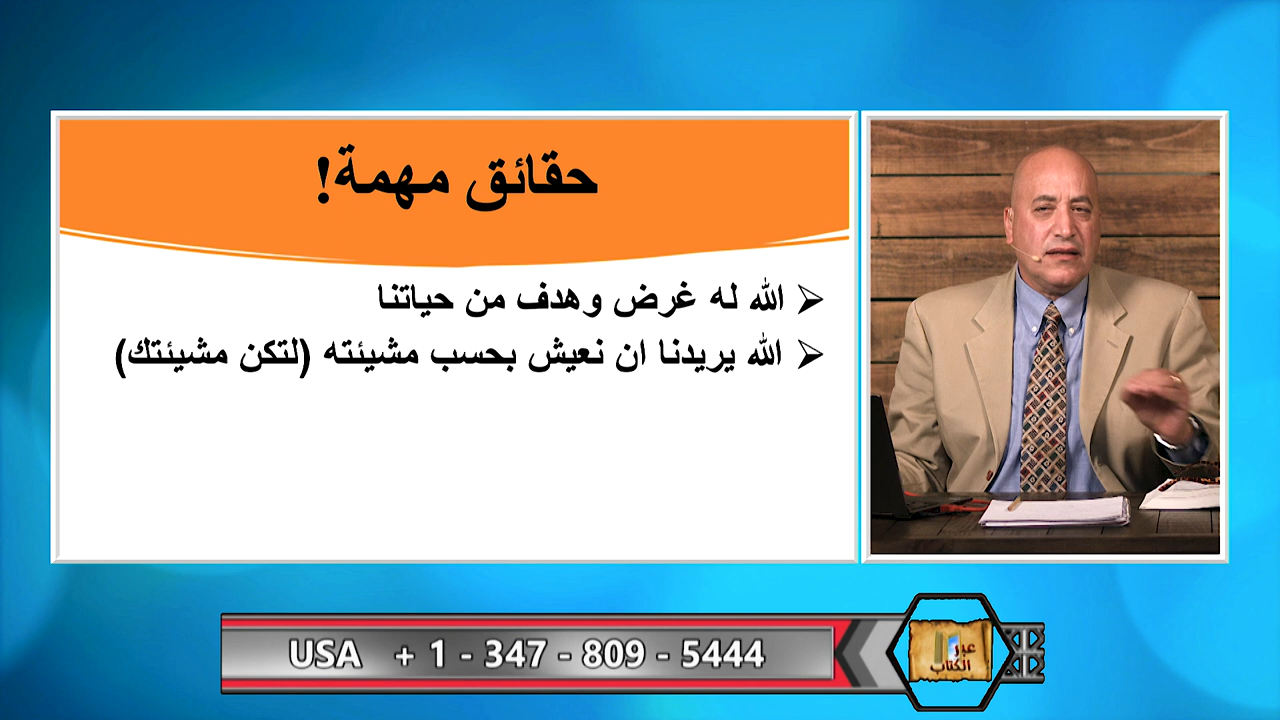 حقائق مهمة!
الله له غرض وهدف من حياتنا
الله يريدنا ان نعيش بحسب مشيئته (لتكن مشيئتك)
USA + 1 - 347 - 809 - 5444
عبر
الكتاب